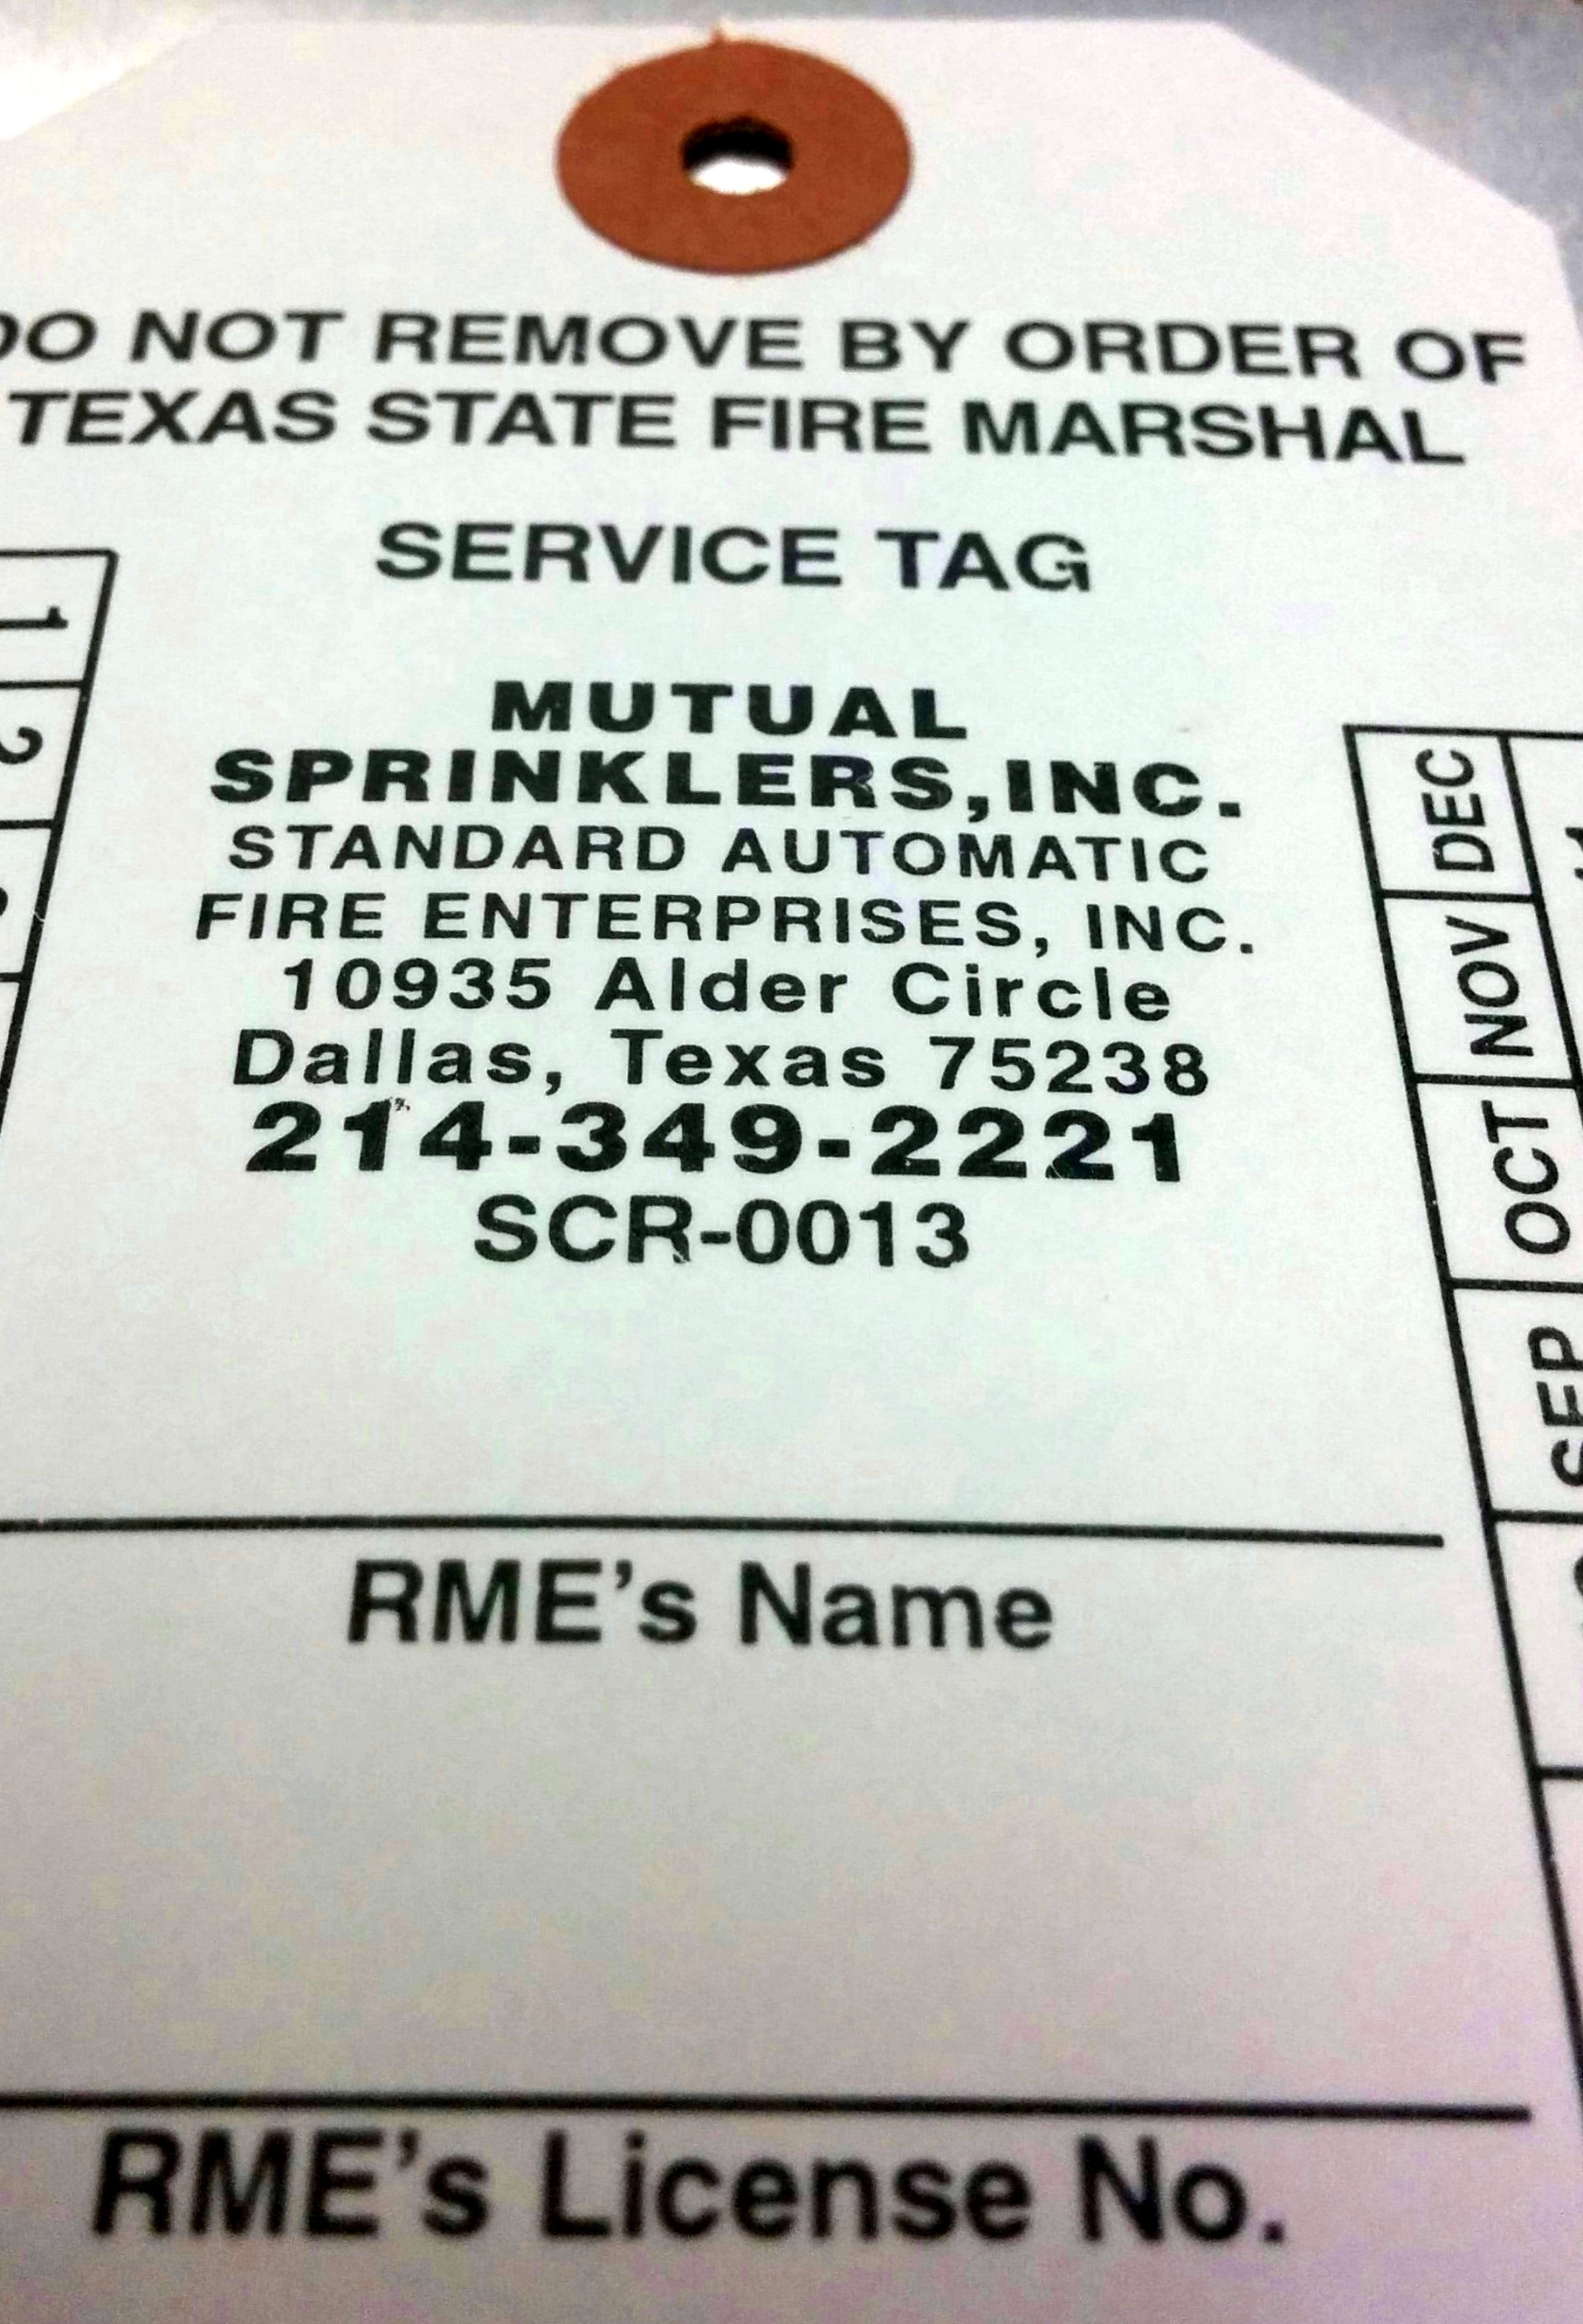 DO NOT REMOVE BY ORDER OF
TEXAS STATE FIRE MARSHAL
SERVICE TAG
MUTUAL
SPRINKLERS,INC.
STANDARD AUTOMATIC
FIRE ENTERPRISES, INC.
10935 Alder Circle
Dallas, Texas 75238
214-349-2221
SCR-0013
RME's Name
RME's License No.
1
2
DEC
NOV
OCT
SEP